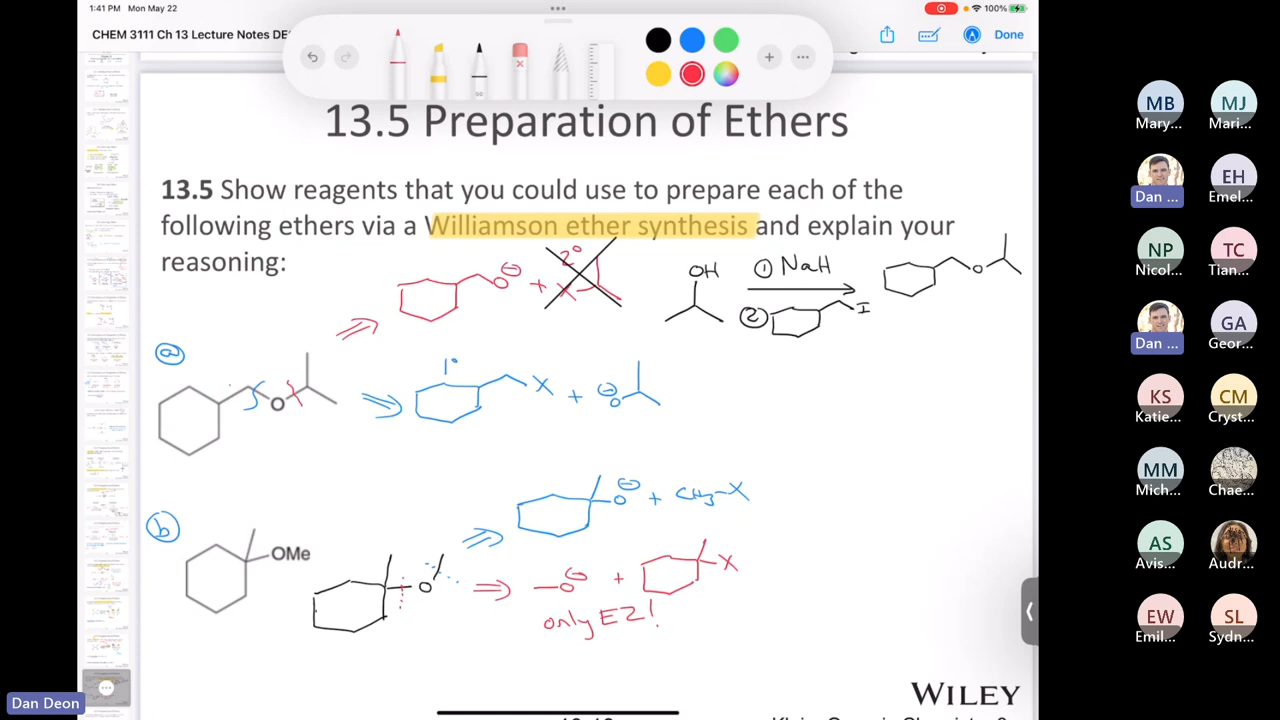 1:41 PM Mon May 22
100%
CHEM 3111 Ch 13 Lecture Notes DE
Done
13.5 Preparation of Ethers
13.5 Show reagents that you could use to prepare each of the
following ethers via a Williamson ether synthesis and explain your
reasoning:
2°
O⊖ + X
OH
① NaH
②
I
O
ⓐ
O
1°
X + ⊖O
ⓑ
OMe
O
O⊖ + CH3-X
O⊖ + X
only E2!
WILEY
Dan Deon
MB
Mary...
MJ
Mari...
Dan ...
EH
Emel...
NP
Nicol...
TC
Tian...
Dan ...
GA
Geor...
KS
Katie...
CM
Cryst...
MM
Mich...
Chae...
AS
Avis...
Audr...
EW
Emil...
SL
Sydn...